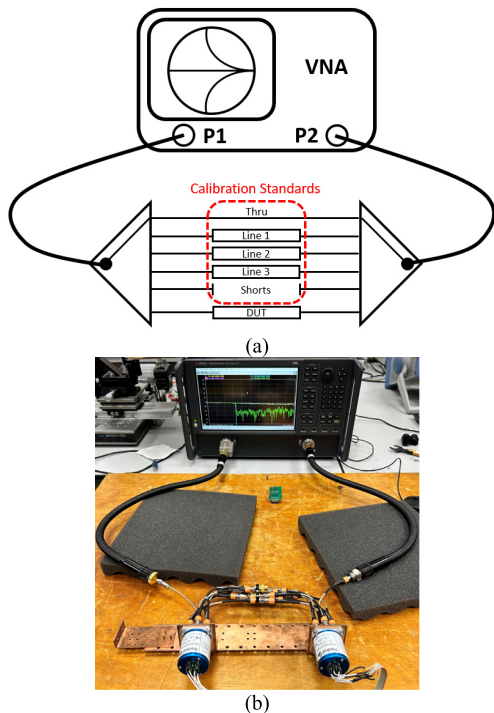 VNA
P1
P2
Calibration Standards
Thru
Line 1
Line 2
Line 3
Shorts
DUT
(a)
(b)